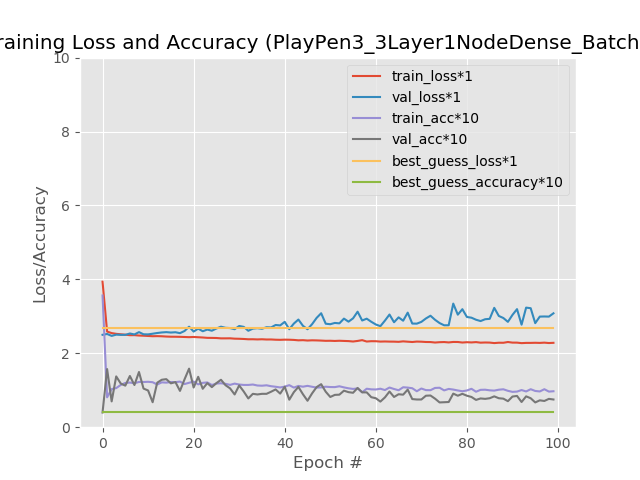 raining Loss and Accuracy (PlayPen3_3Layer1NodeDense_Batch
10
8
6
4
2
0
Loss/Accuracy
train_loss*1
val_loss*1
train_acc*10
val_acc*10
best_guess_loss*1
best_guess_accuracy*10
0 20 40 60 80 100
Epoch #